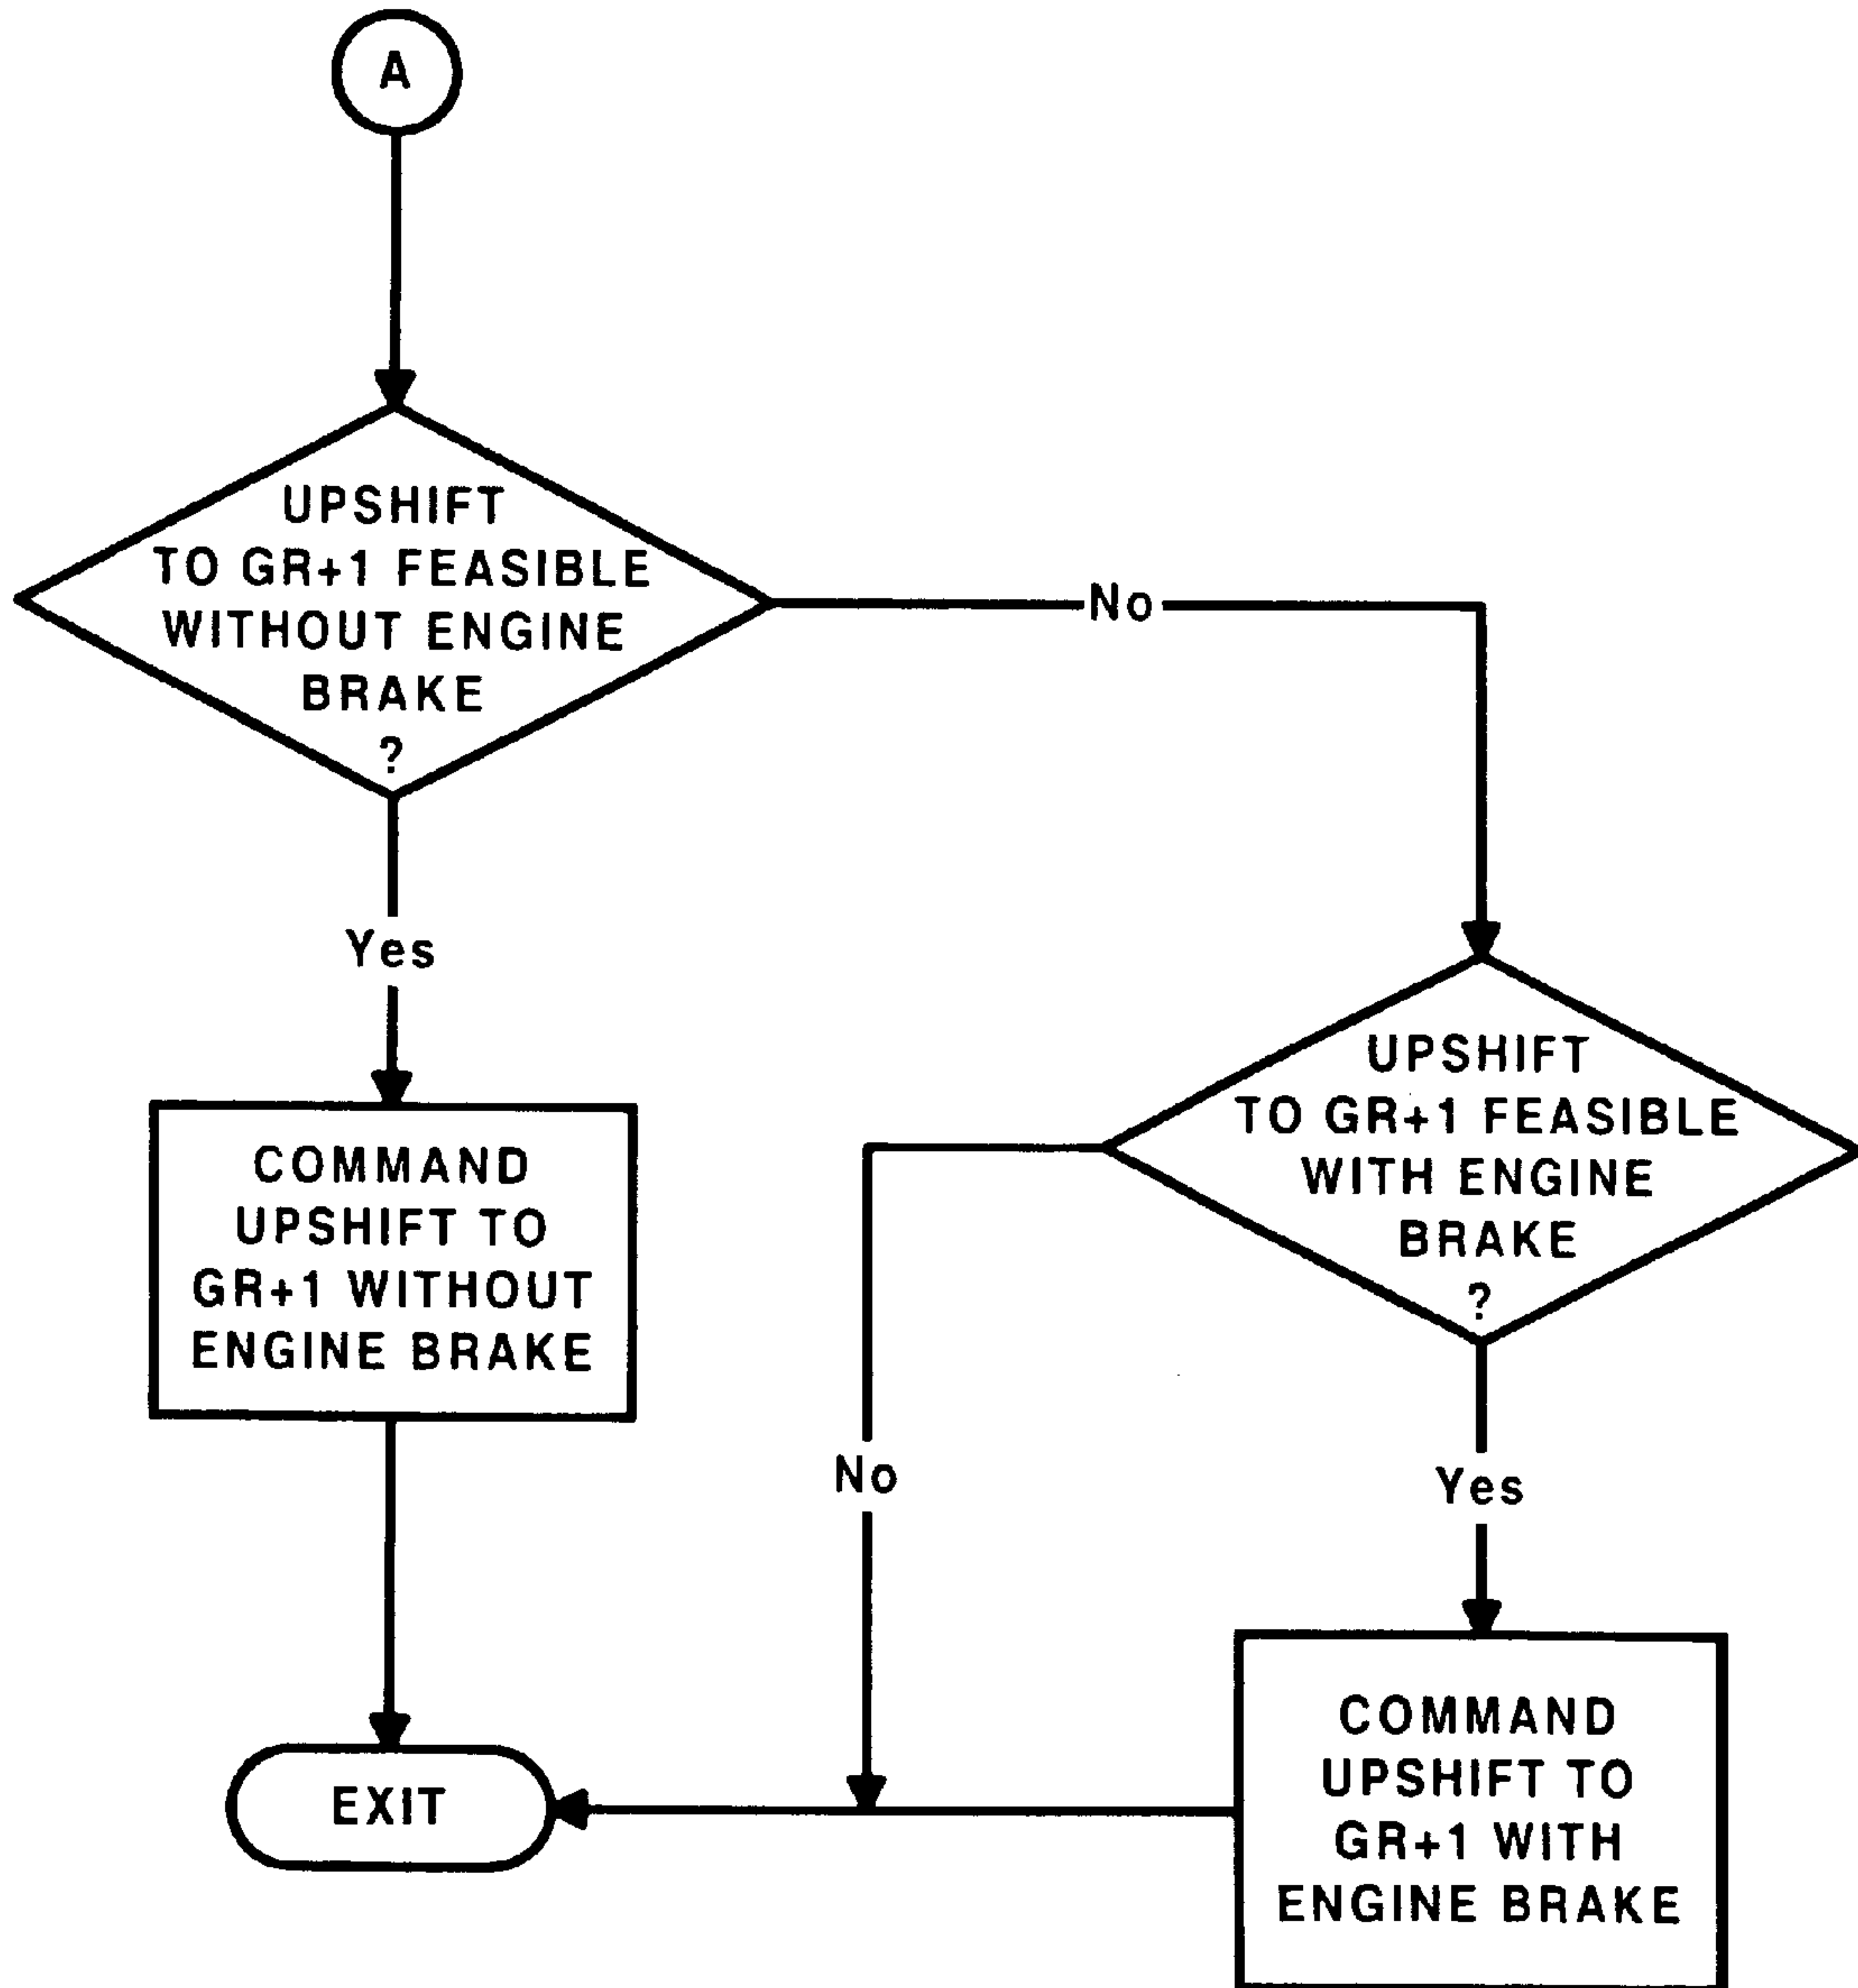 A
UPSHIFT
TO GR+1 FEASIBLE
WITHOUT ENGINE
BRAKE
?
No
Yes
UPSHIFT
TO GR+1 FEASIBLE
WITH ENGINE
BRAKE
?
COMMAND
UPSHIFT TO
GR+1 WITHOUT
ENGINE BRAKE
No
Yes
COMMAND
UPSHIFT TO
GR+1 WITH
ENGINE BRAKE
EXIT